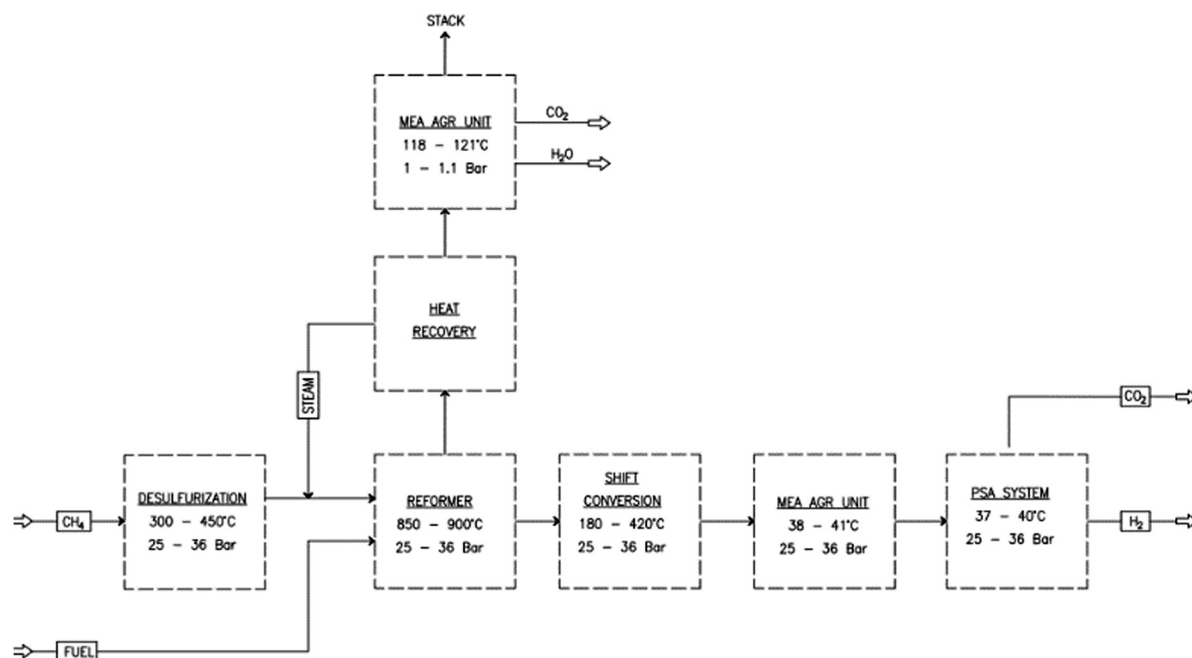 STACK
MEA AGR UNIT
118 – 121°C
1 – 1.1 Bar
CO₂
H₂O
HEAT
RECOVERY
STEAM
CO₂
DESULFURIZATION
300 – 450°C
25 – 36 Bar
REFORMER
850 – 900°C
25 – 36 Bar
SHIFT
CONVERSION
180 – 420°C
25 – 36 Bar
MEA AGR UNIT
38 – 41°C
25 – 36 Bar
PSA SYSTEM
37 – 40°C
25 – 36 Bar
CH₄
H₂
FUEL